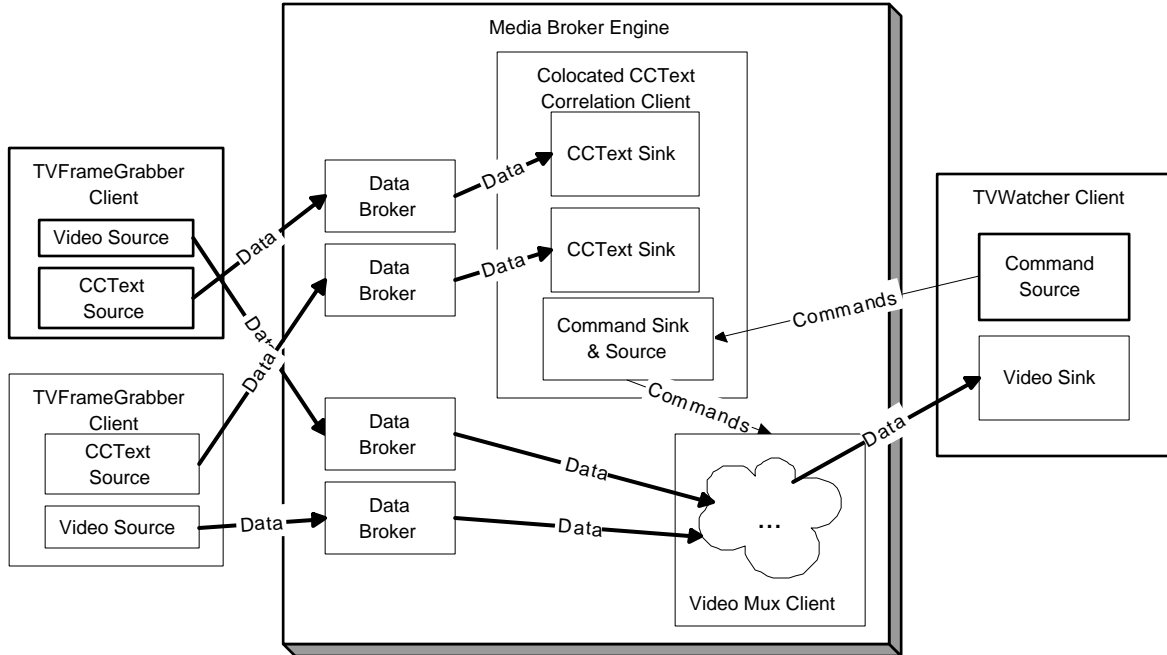 Media Broker Engine
Colocated CCText
Correlation Client
CCText Sink
CCText Sink
Command Sink
& Source
TVFrameGrabber
Client
Video Source
CCText
Source
TVFrameGrabber
Client
CCText
Source
Video Source
Data
Broker
Data
Broker
Data
Broker
Data
Broker
Data
Data
Data
Data
Data
Data
Data
Data
Commands
Commands
Data
...
Video Mux Client
TVWatcher Client
Command
Source
Video Sink